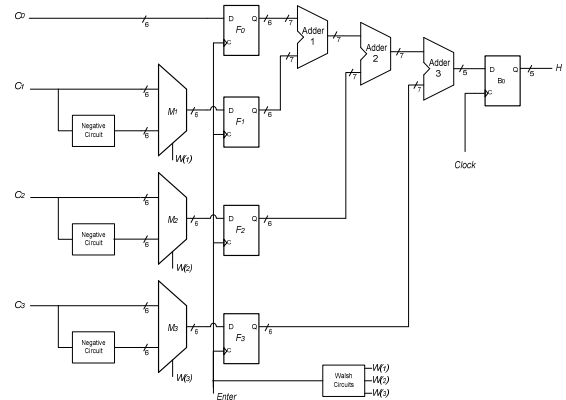 C0
6
D
Q
F0
C
6
7
Adder
1
7
7
Adder
2
7
7
Adder
3
7
5
D
Q
B0
C
5
H
Clock
C1
6
Negative
Circuit
6
M1
6
W(1)
D
Q
F1
C
6
7
C2
6
Negative
Circuit
6
M2
6
W(2)
D
Q
F2
C
6
C3
6
Negative
Circuit
6
M3
6
W(3)
D
Q
F3
C
6
Enter
Walsh
Circuits
W(1)
W(2)
W(3)